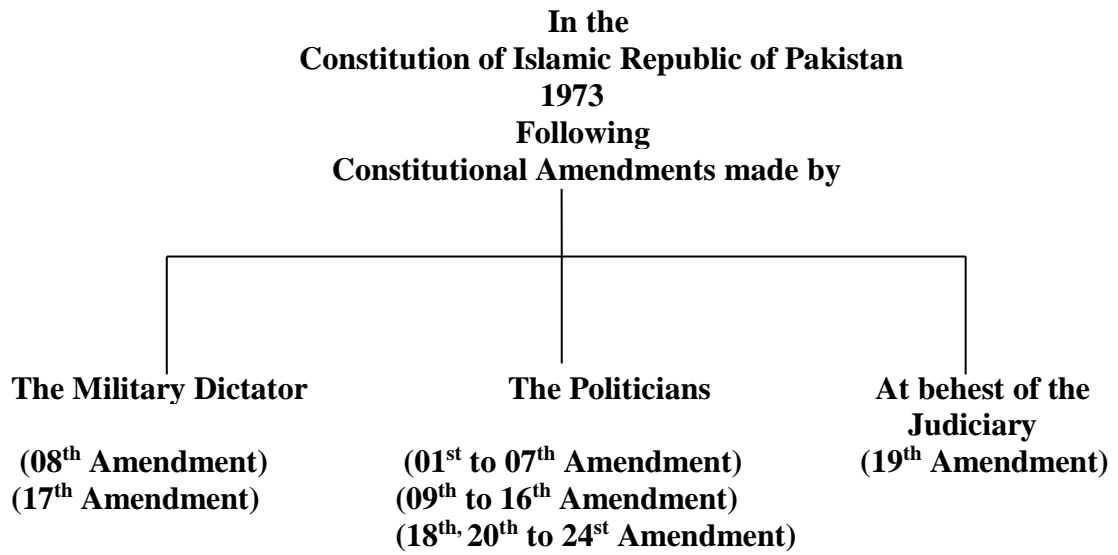 In the
Constitution of Islamic Republic of Pakistan
1973
Following
Constitutional Amendments made by
The Military Dictator
(08th Amendment)
(17th Amendment)
The Politicians
(01st to 07th Amendment)
(09th to 16th Amendment)
(18th, 20th to 24st Amendment)
At behest of the
Judiciary
(19th Amendment)